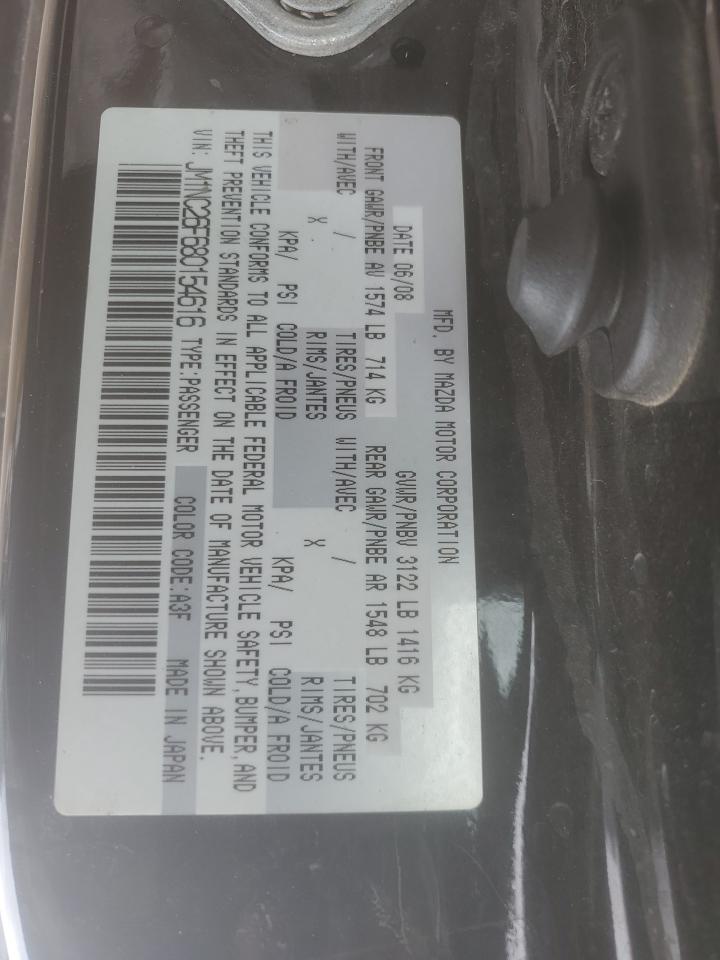 MFD. BY MAZDA MOTOR CORPORATION
DATE 06/08 GVWR/PNBV 3122 LB 1416 KG
FRONT GAWR/PNBE AV 1574 LB 714 KG REAR GAWR/PNBE AR 1548 LB 702 KG
WITH/AVEC / TIRES/PNEUS WITH/AVEC / TIRES/PNEUS
X RIMS/JANTES X RIMS/JANTES
KPA/ PSI COLD/A FROID KPA/ PSI COLD/A FROID
THIS VEHICLE CONFORMS TO ALL APPLICABLE FEDERAL MOTOR VEHICLE SAFETY,BUMPER,AND
THEFT PREVENTION STANDARDS IN EFFECT ON THE DATE OF MANUFACTURE SHOWN ABOVE.
VIN: JM1NC26F680154616 TYPE:PASSENGER COLOR CODE:A3F MADE IN JAPAN